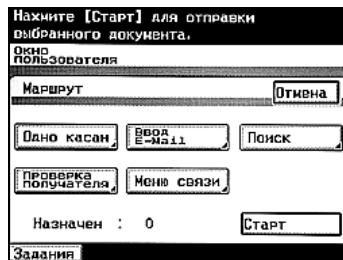 Нажмите [Старт] для отправки
выбранного документа.
Окно
пользователя
Маршрут
Отмена
Одно касан
Ввод
E-Mail
Поиск
Проверка
получателя
Меню связи
Назначен : 0
Старт
Задания